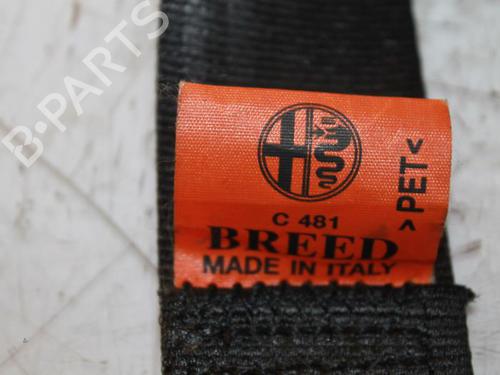 B-PARTS
C 481
BREED
MADE IN ITALY
>PET<